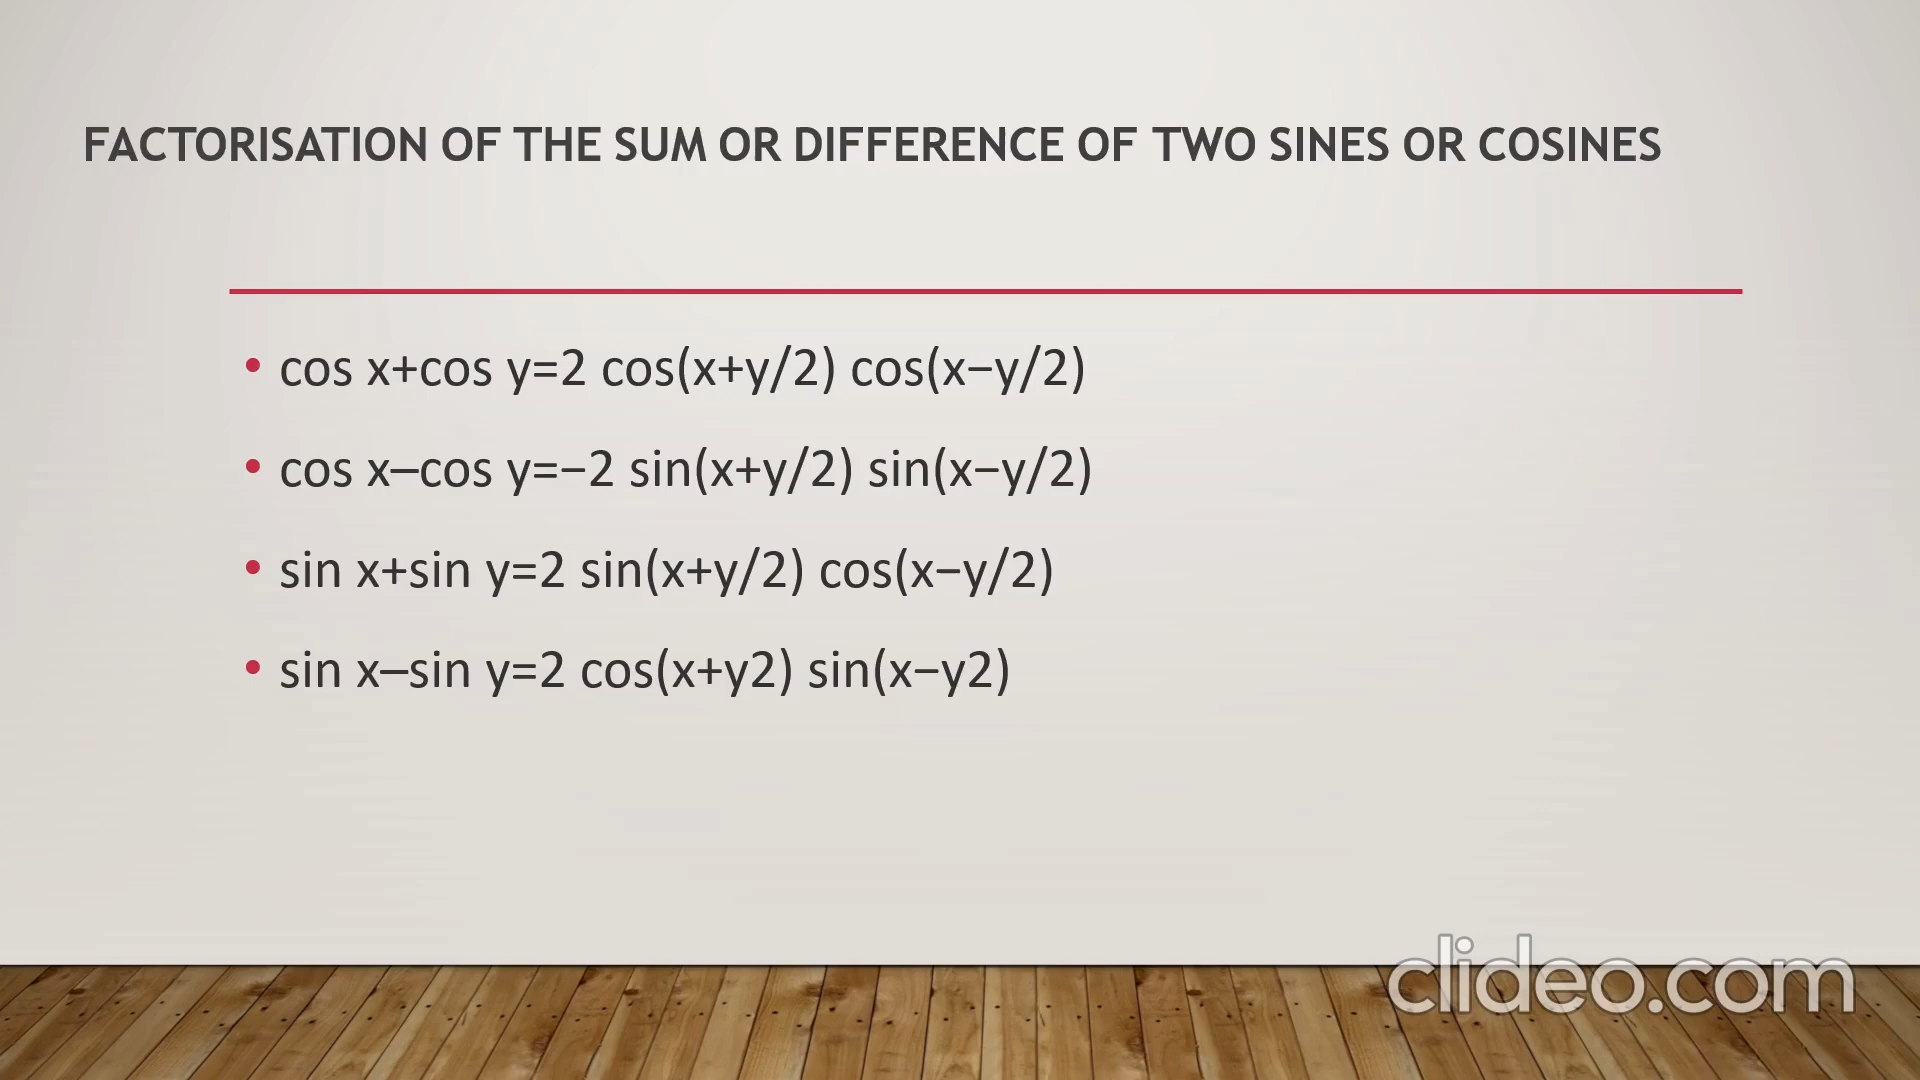 FACTORISATION OF THE SUM OR DIFFERENCE OF TWO SINES OR COSINES
• cos x+cos y=2 cos(x+y/2) cos(x−y/2)
• cos x–cos y=−2 sin(x+y/2) sin(x−y/2)
• sin x+sin y=2 sin(x+y/2) cos(x−y/2)
• sin x–sin y=2 cos(x+y2) sin(x−y2)
clideo.com